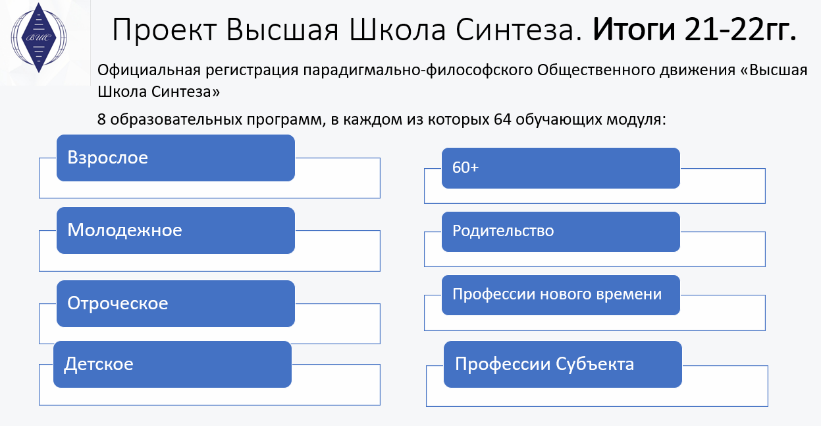 ВШС
Проект Высшая Школа Синтеза. Итоги 21-22гг.
Официальная регистрация парадигмально-философского Общественного движения «Высшая
Школа Синтеза»
8 образовательных программ, в каждом из которых 64 обучающих модуля:
Взрослое
Молодежное
Отроческое
Детское
60+
Родительство
Профессии нового времени
Профессии Субъекта